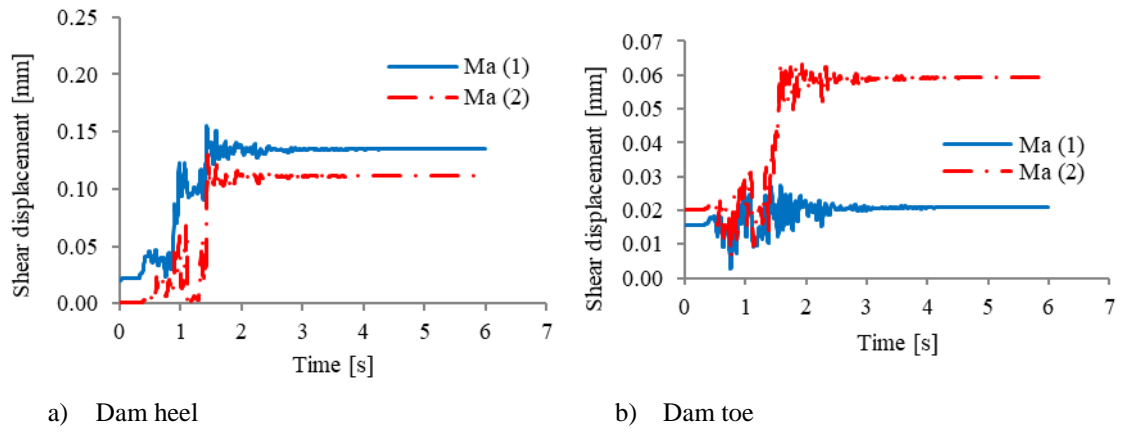 Shear displacement [mm]
0.25
0.20
0.15
0.10
0.05
0.00
Ma (1)
Ma (2)
0 1 2 3 4 5 6 7
Time [s]
a) Dam heel
Shear displacement [mm]
0.07
0.06
0.05
0.04
0.03
0.02
0.01
0.00
Ma (1)
Ma (2)
0 1 2 3 4 5 6 7
Time [s]
b) Dam toe